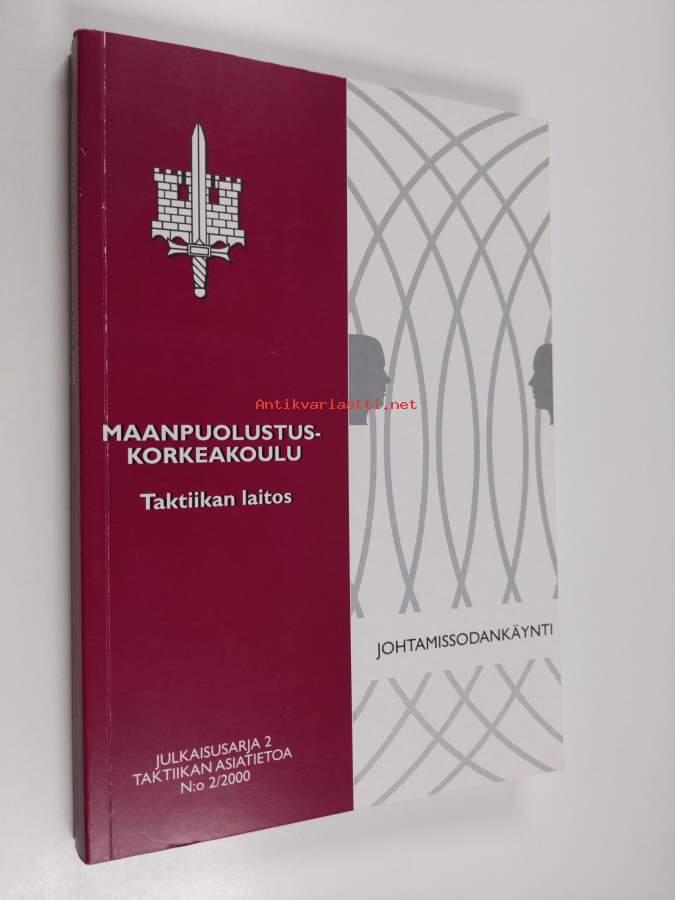 Antikvariaatti.net
MAANPUOLUSTUS-
KORKEAKOULU
Taktiikan laitos
JOHTAMISSODANKÄYNTI
JULKAISUSARJA 2
TAKTIIKAN ASIATIETOA
N:o 2/2000